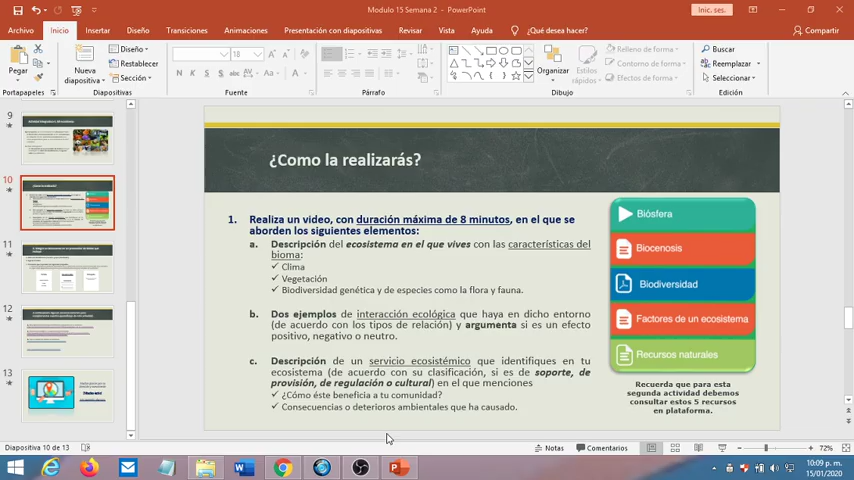 Modulo 15 Semana 2 - PowerPoint
Inic. ses.
Archivo Inicio Insertar Diseño Transiciones Animaciones Presentación con diapositivas Revisar Vista Ayuda ¿Qué desea hacer? Compartir
Pegar
Nueva diapositiva
Diseño
Restablecer
Sección
18
N K S abc AV Aa A
Organizar
Estilos rápidos
Relleno de forma
Contorno de forma
Efectos de forma
Buscar
Reemplazar
Seleccionar
Portapapeles Diapositivas Fuente Párrafo Dibujo Edición
9
10
11
12
13
¿Como la realizarás?
1. Realiza un video, con duración máxima de 8 minutos, en el que se
aborden los siguientes elementos:
a. Descripción del ecosistema en el que vives con las características del
bioma:
✓ Clima
✓ Vegetación
✓ Biodiversidad genética y de especies como la flora y fauna.
b. Dos ejemplos de interacción ecológica que haya en dicho entorno
(de acuerdo con los tipos de relación) y argumenta si es un efecto
positivo, negativo o neutro.
c. Descripción de un servicio ecosistémico que identifiques en tu
ecosistema (de acuerdo con su clasificación, si es de soporte, de
provisión, de regulación o cultural) en el que menciones
✓ ¿Cómo éste beneficia a tu comunidad?
✓ Consecuencias o deterioros ambientales que ha causado.
Biósfera
Biocenosis
Biodiversidad
Factores de un ecosistema
Recursos naturales
Recuerda que para esta
segunda actividad debemos
consultar estos 5 recursos
en plataforma.
Diapositiva 10 de 13
Notas
Comentarios
72%
10:09 p. m.
15/01/2020